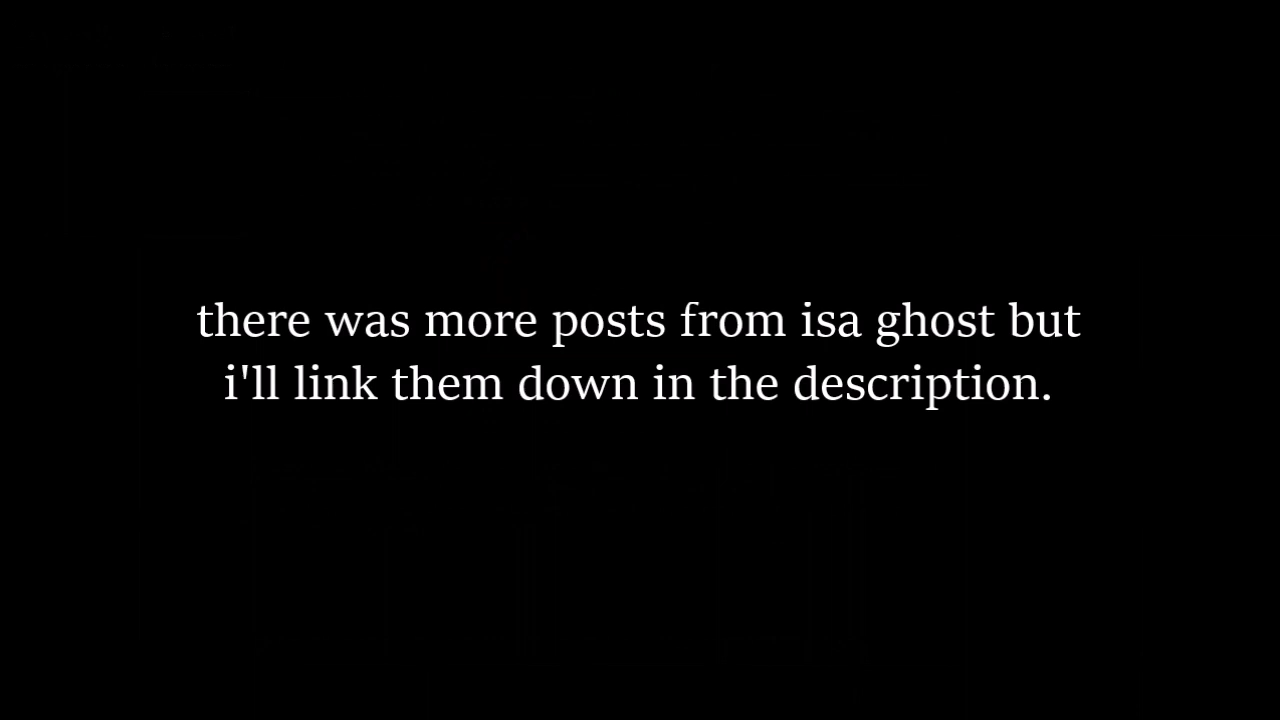 there was more posts from isa ghost but
i'll link them down in the description.